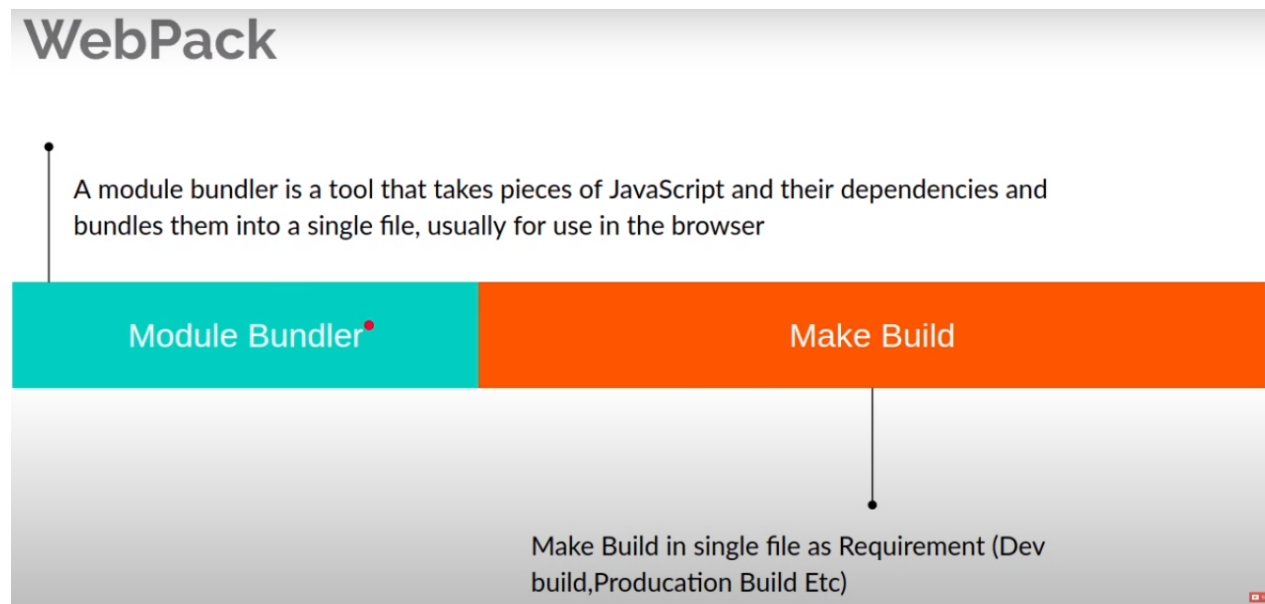 WebPack
A module bundler is a tool that takes pieces of JavaScript and their dependencies and
bundles them into a single file, usually for use in the browser
Module Bundler
Make Build
Make Build in single file as Requirement (Dev
build,Producation Build Etc)